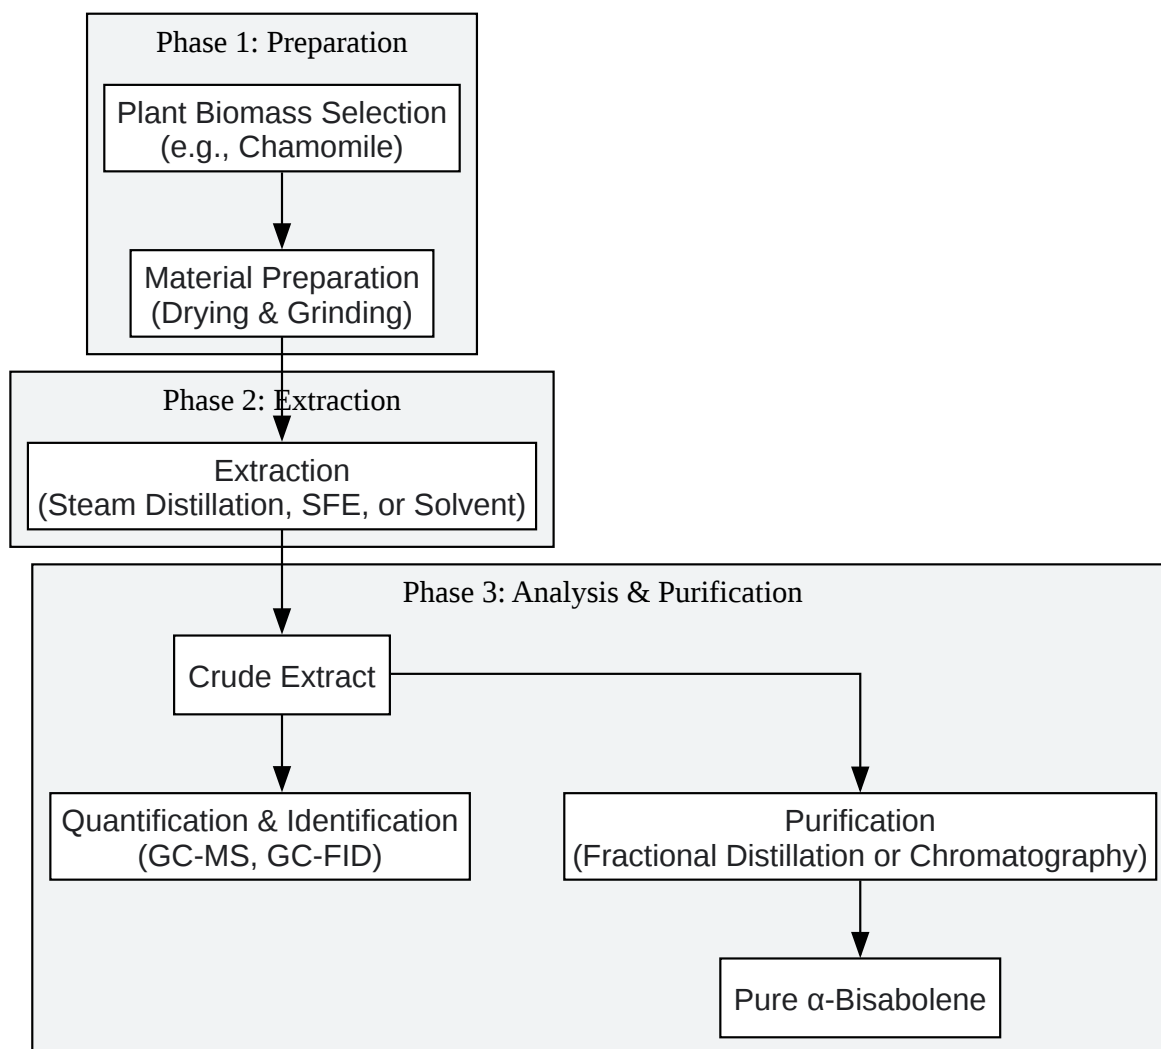 Phase 1: Preparation
Plant Biomass Selection
(e.g., Chamomile)
Material Preparation
(Drying & Grinding)
Phase 2: Extraction
Extraction
(Steam Distillation, SFE, or Solvent)
Phase 3: Analysis & Purification
Crude Extract
Quantification & Identification
(GC-MS, GC-FID)
Purification
(Fractional Distillation or Chromatography)
Pure α-Bisabolene